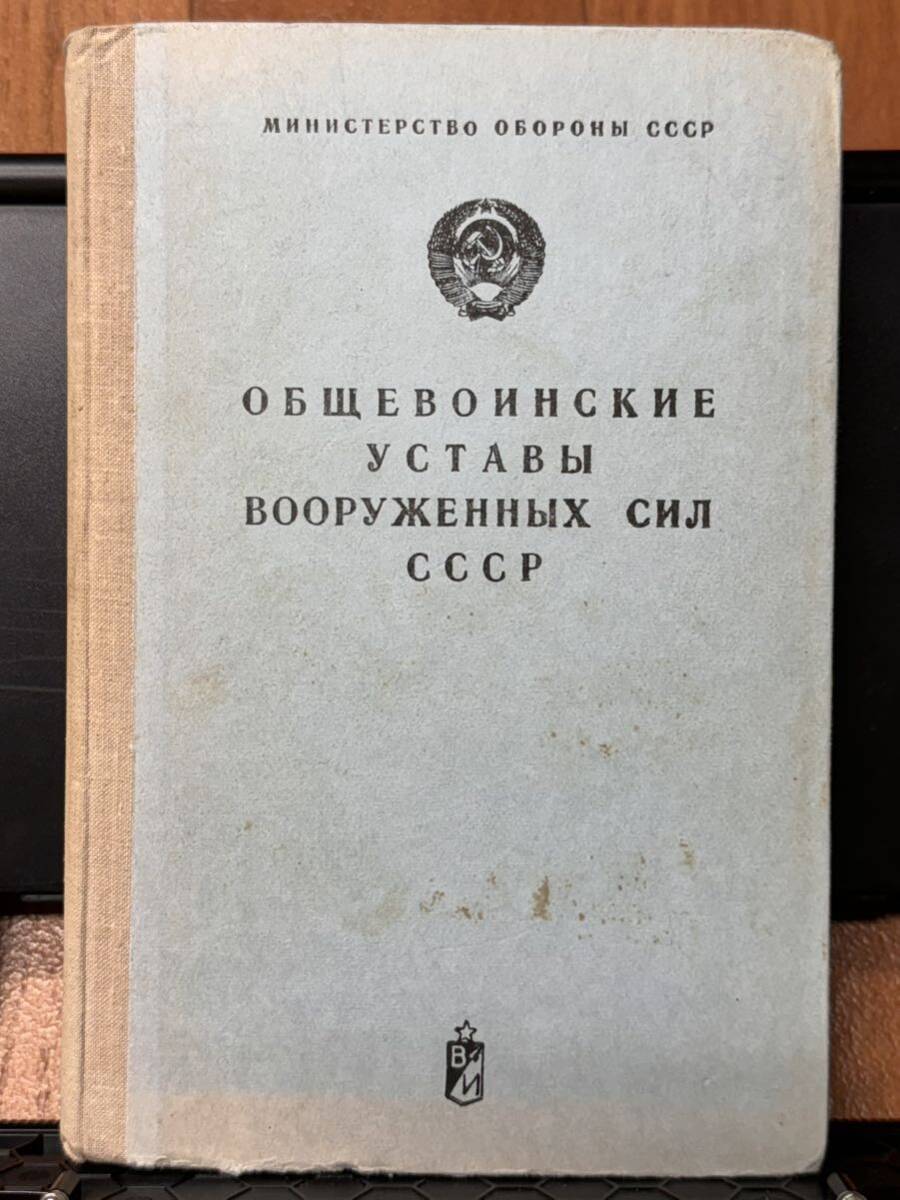 МИНИСТЕРСТВО ОБОРОНЫ СССР
ОБЩЕВОИНСКИЕ
УСТАВЫ
ВООРУЖЕННЫХ СИЛ
СССР
В
И